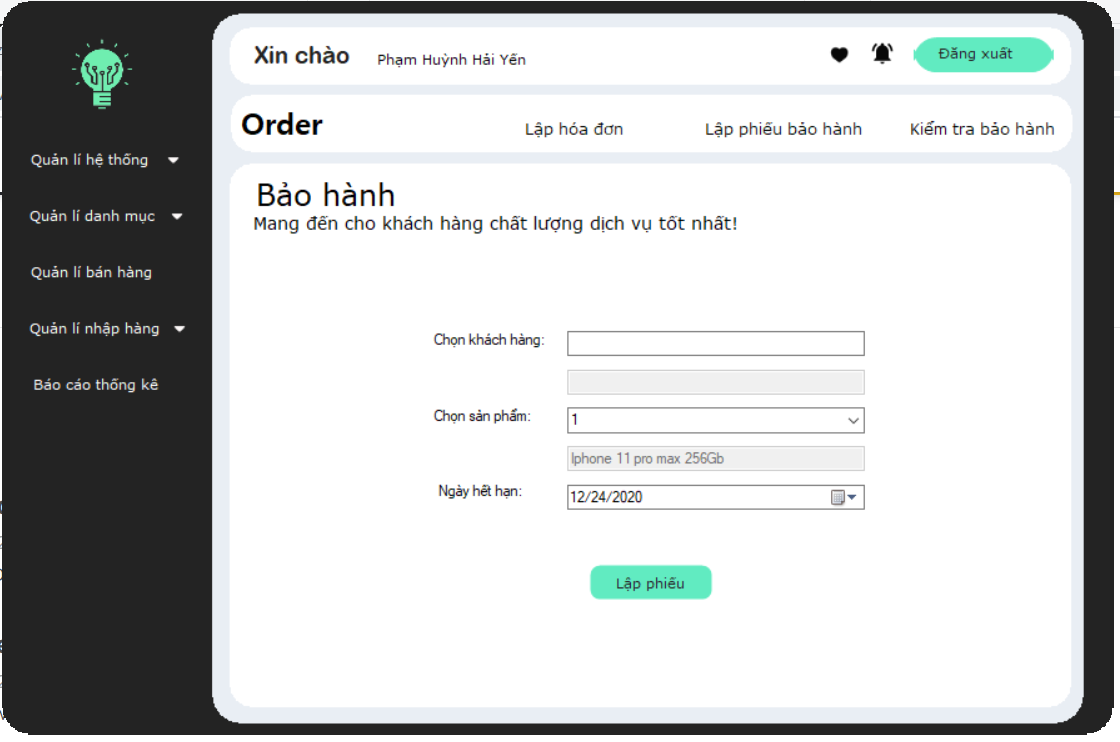 Xin chào Phạm Huỳnh Hải Yến Đăng xuất
Order Lập hóa đơn Lập phiếu bảo hành Kiểm tra bảo hành
Quản lí hệ thống
Quản lí danh mục
Quản lí bán hàng
Quản lí nhập hàng
Báo cáo thống kê
Bảo hành
Mang đến cho khách hàng chất lượng dịch vụ tốt nhất!
Chọn khách hàng:
Chọn sản phẩm: 1
Iphone 11 pro max 256Gb
Ngày hết hạn: 12/24/2020
Lập phiếu